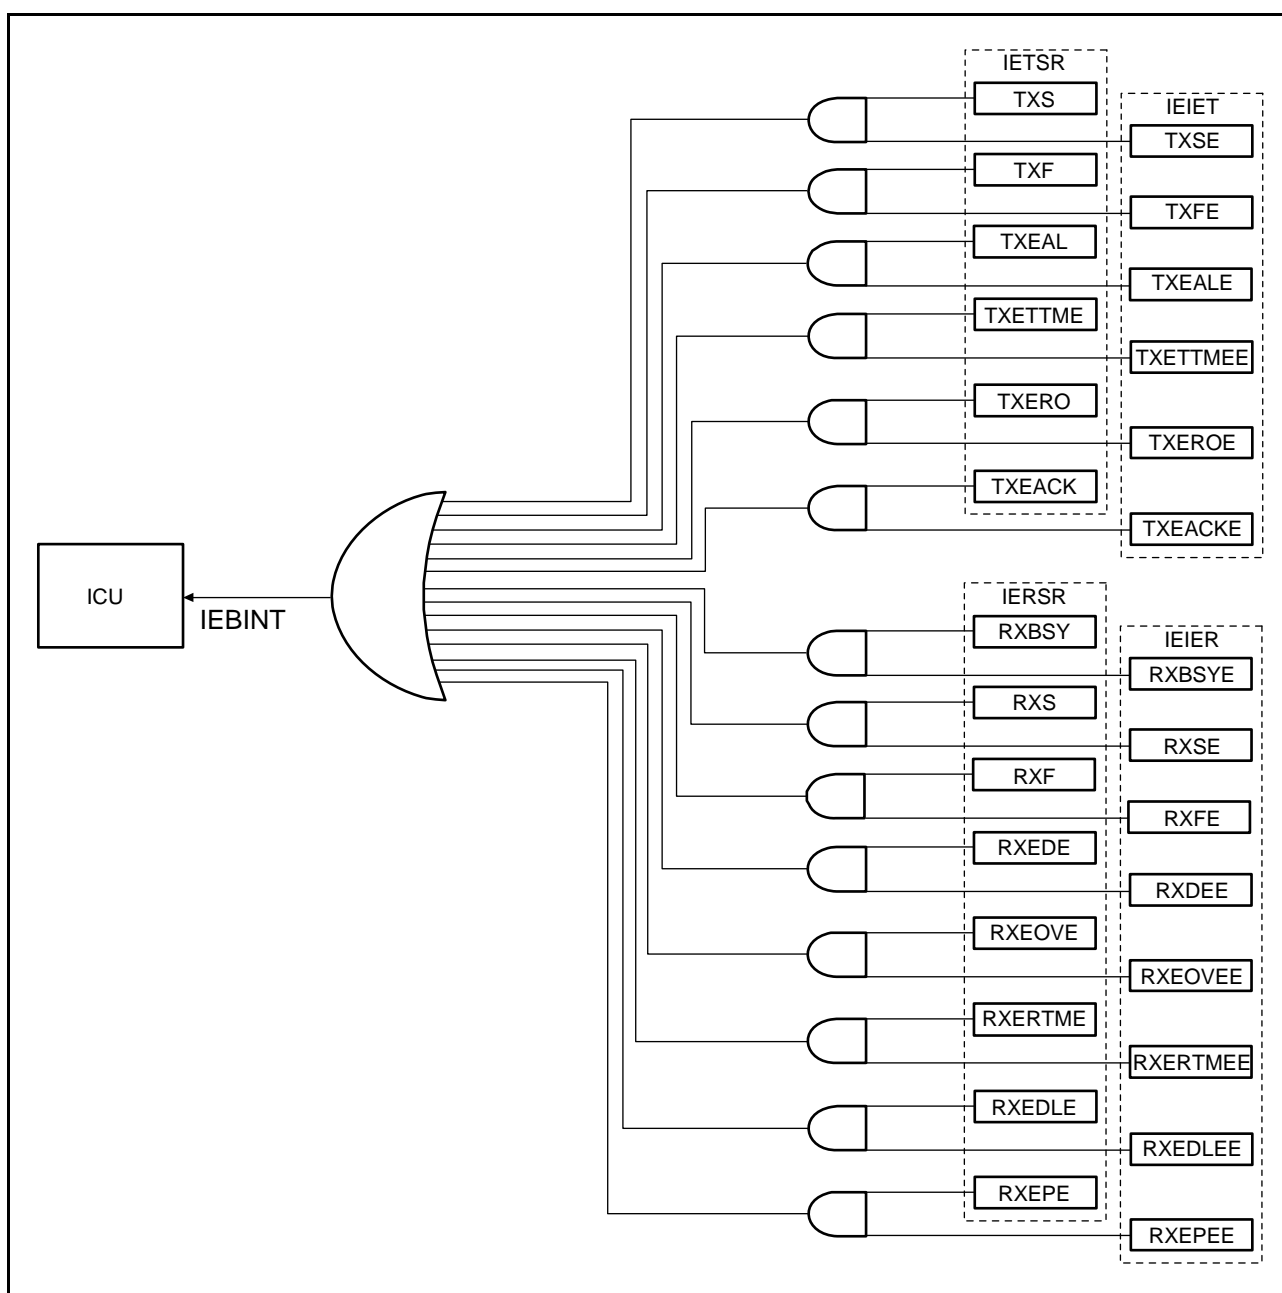 IETSR
TXS
IEIET
TXSE
TXF
TXFE
TXEAL
TXEALE
TXETTME
TXETTMEE
TXERO
TXEROE
TXEACK
TXEACKE
ICU
IEBINT
IERSR
RXBSY
IEIER
RXBSYE
RXS
RXSE
RXF
RXFE
RXEDE
RXDEE
RXEOVE
RXEOVEE
RXERTME
RXERTMEE
RXEDLE
RXEDLEE
RXEPE
RXEPEE